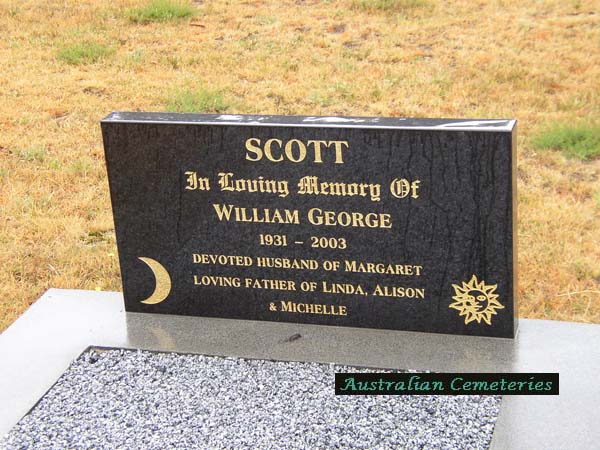 SCOTT
In Loving Memory Of
WILLIAM GEORGE
1931 – 2003
DEVOTED HUSBAND OF MARGARET
LOVING FATHER OF LINDA, ALISON
& MICHELLE
Australian Cemeteries